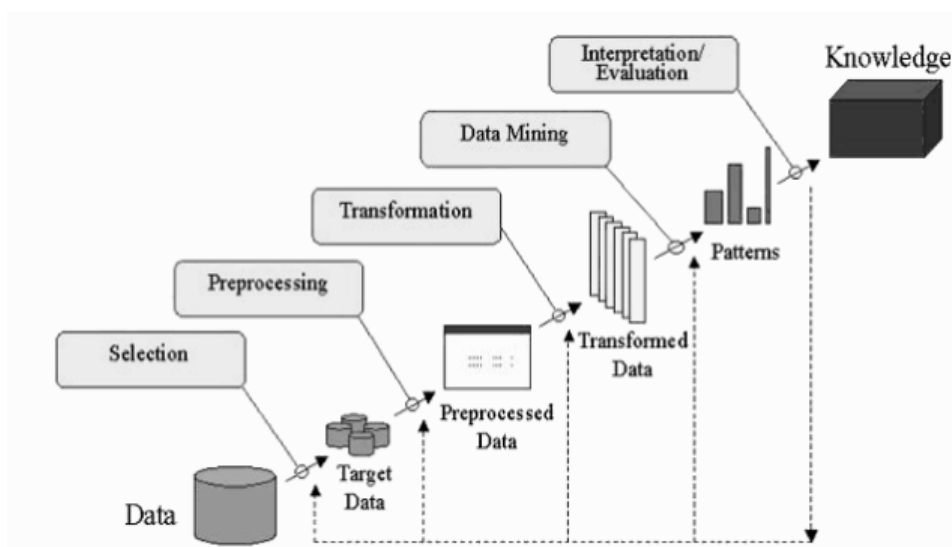 Interpretation/
Evaluation
Knowledge
Data Mining
Transformation
Patterns
Preprocessing
Transformed
Data
Selection
Preprocessed
Data
Target
Data
Data